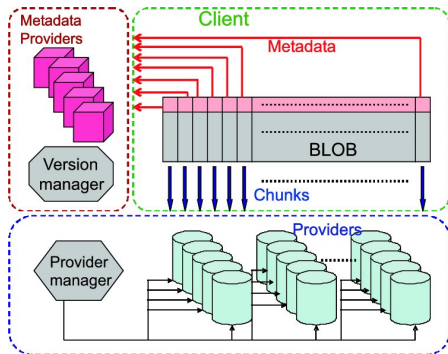 Metadata
Providers
Client
Metadata
BLOB
Version
manager
Chunks
Providers
Provider
manager